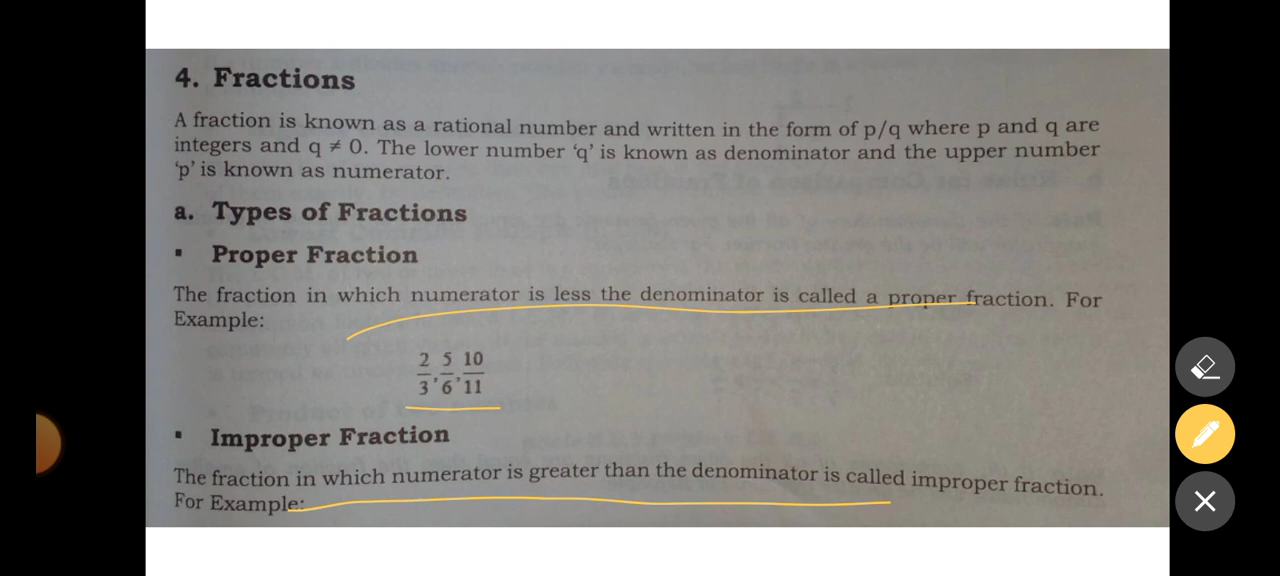 4. Fractions
A fraction is known as a rational number and written in the form of p/q where p and q are
integers and q ≠ 0. The lower number ‘q’ is known as denominator and the upper number
‘p’ is known as numerator.
a. Types of Fractions
▪ Proper Fraction
The fraction in which numerator is less the denominator is called a proper fraction. For
Example:
2/3, 5/6, 10/11
▪ Improper Fraction
The fraction in which numerator is greater than the denominator is called improper fraction.
For Example: